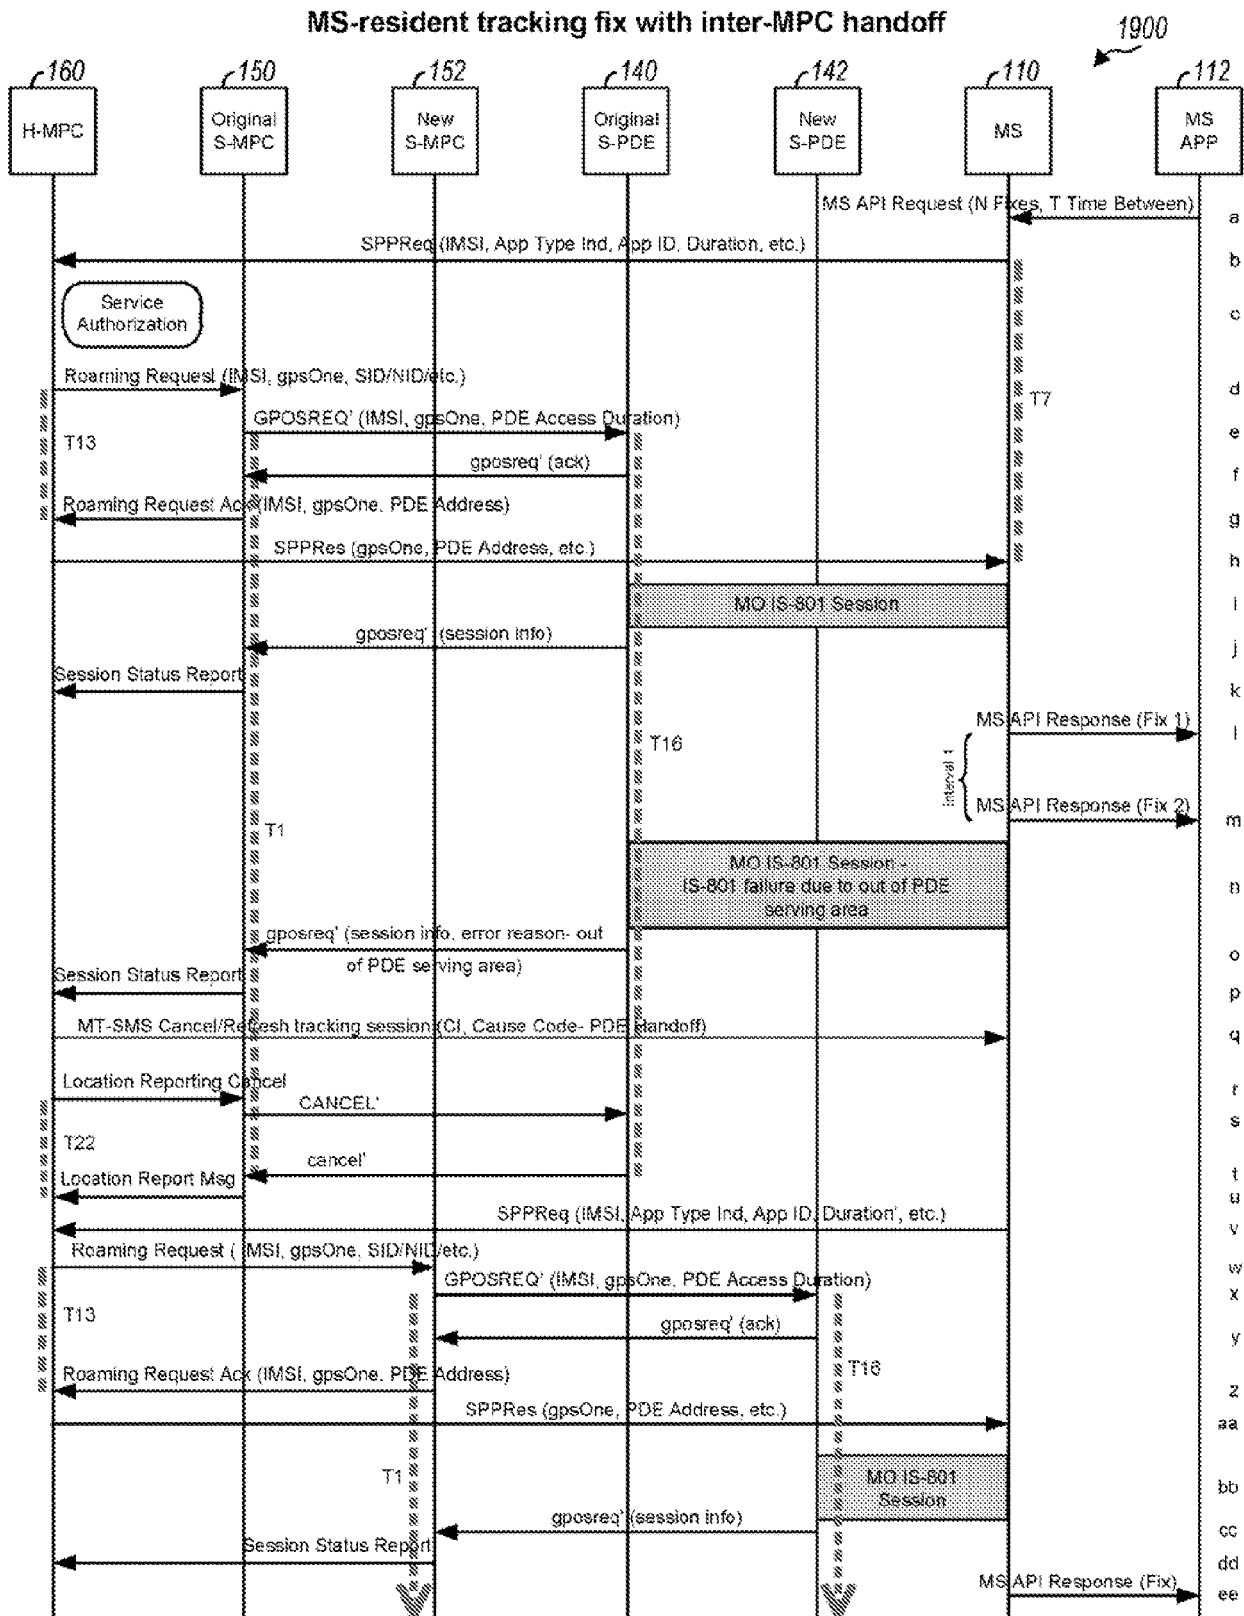 MS-resident tracking fix with inter-MPC handoff
1900
160
150
152
140
142
110
112
H-MPC
Original
S-MPC
New
S-MPC
Original
S-PDE
New
S-PDE
MS
MS
APP
MS API Request (N Fixes, T Time Between)
a
SPPReq (IMSI, App Type Ind, App ID, Duration, etc.)
b
Service
Authorization
c
Roaming Request (IMSI, gpsOne, SID/NID/etc.)
d
T7
GPOSREQ' (IMSI, gpsOne, PDE Access Duration)
e
T13
gposreq' (ack)
f
Roaming Request Ack (IMSI, gpsOne, PDE Address)
g
SPPRes (gpsOne, PDE Address, etc.)
h
MO IS-801 Session
i
gposreq' (session info)
j
Session Status Report
k
MS API Response (Fix 1)
l
T16
Interval 1
MS API Response (Fix 2)
m
T1
MO IS-801 Session -
IS-801 failure due to out of PDE
serving area
n
gposreq' (session info, error reason- out
of PDE serving area)
o
Session Status Report
p
MT-SMS Cancel/Refresh tracking session (CI, Cause Code- PDE Handoff)
q
Location Reporting Cancel
r
CANCEL'
s
T22
cancel'
t
Location Report Msg
u
SPPReq (IMSI, App Type Ind, App ID, Duration', etc.)
v
Roaming Request ( IMSI, gpsOne, SID/NID/etc.)
w
GPOSREQ' (IMSI, gpsOne, PDE Access Duration)
x
T13
gposreq' (ack)
y
T16
Roaming Request Ack (IMSI, gpsOne, PDE Address)
z
SPPRes (gpsOne, PDE Address, etc.)
aa
T1
MO IS-801
Session
bb
gposreq' (session info)
cc
Session Status Report
dd
MS API Response (Fix)
ee